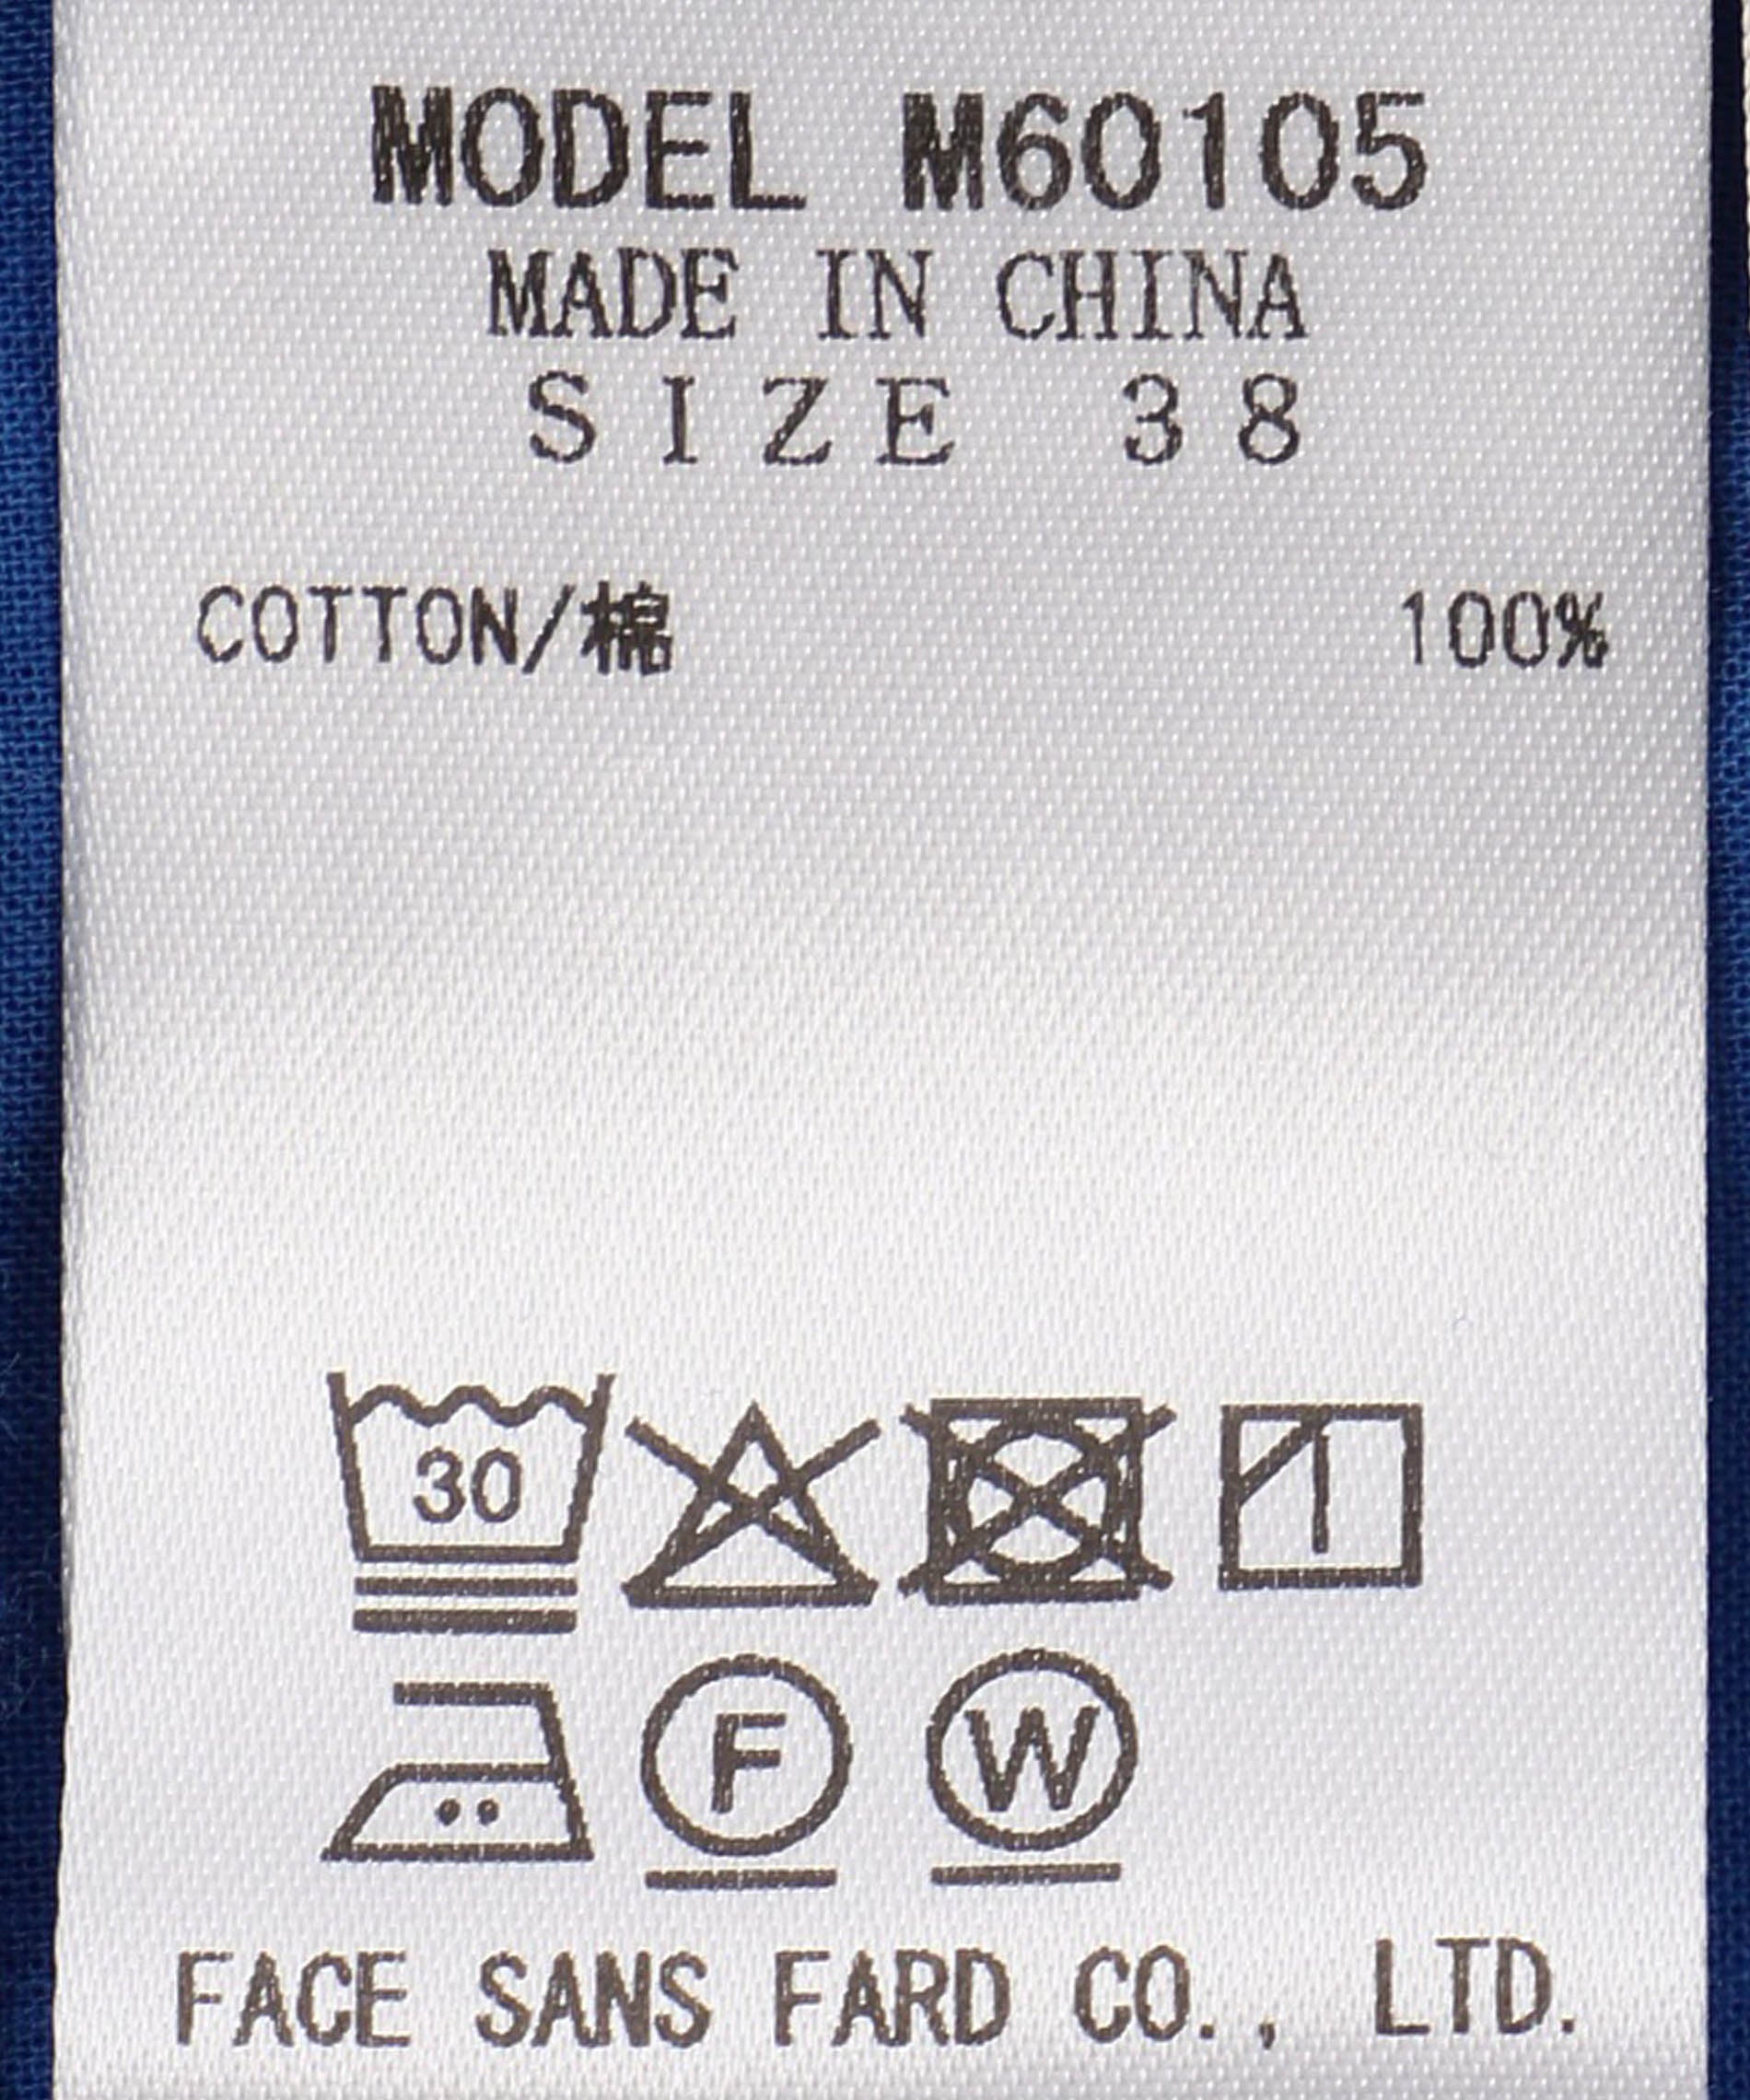 MODEL M60105
MADE IN CHINA
SIZE 38
COTTON/棉 100%
30
F W
FACE SANS FARD CO., LTD.